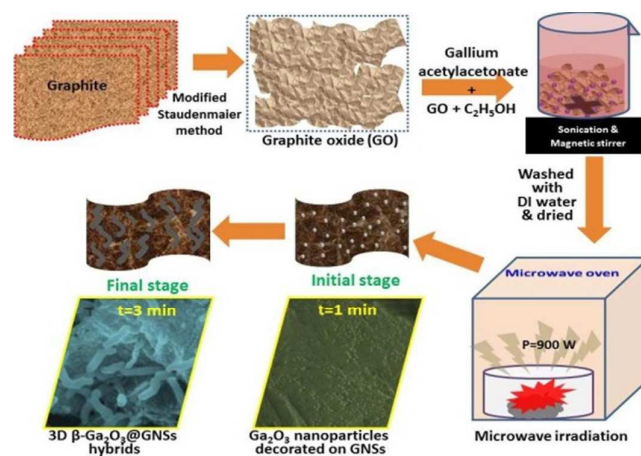 Graphite
Modified
Staudenmaier
method
Graphite oxide (GO)
Gallium
acetylacetonate
+
GO + C₂H₅OH
Sonication &
Magnetic stirrer
Washed
with
DI water
& dried
Microwave oven
P=900 W
Microwave irradiation
Initial stage
t=1 min
Ga₂O₃ nanoparticles
decorated on GNSs
Final stage
t=3 min
3D β-Ga₂O₃@GNSs
hybrids